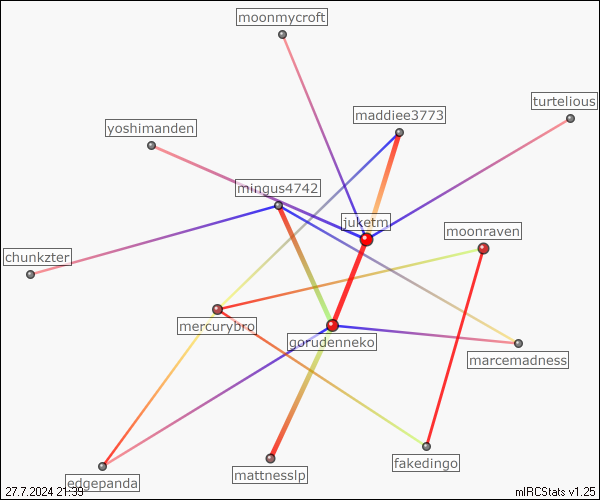 moonmycroft
turtelious
maddiee3773
yoshimanden
mingus4742
juketm
moonraven
chunkzter
mercurybro
gorudenneko
marcemadness
fakedingo
mattnesslp
edgepanda
27.7.2024 21:39
mIRCStats v1.25